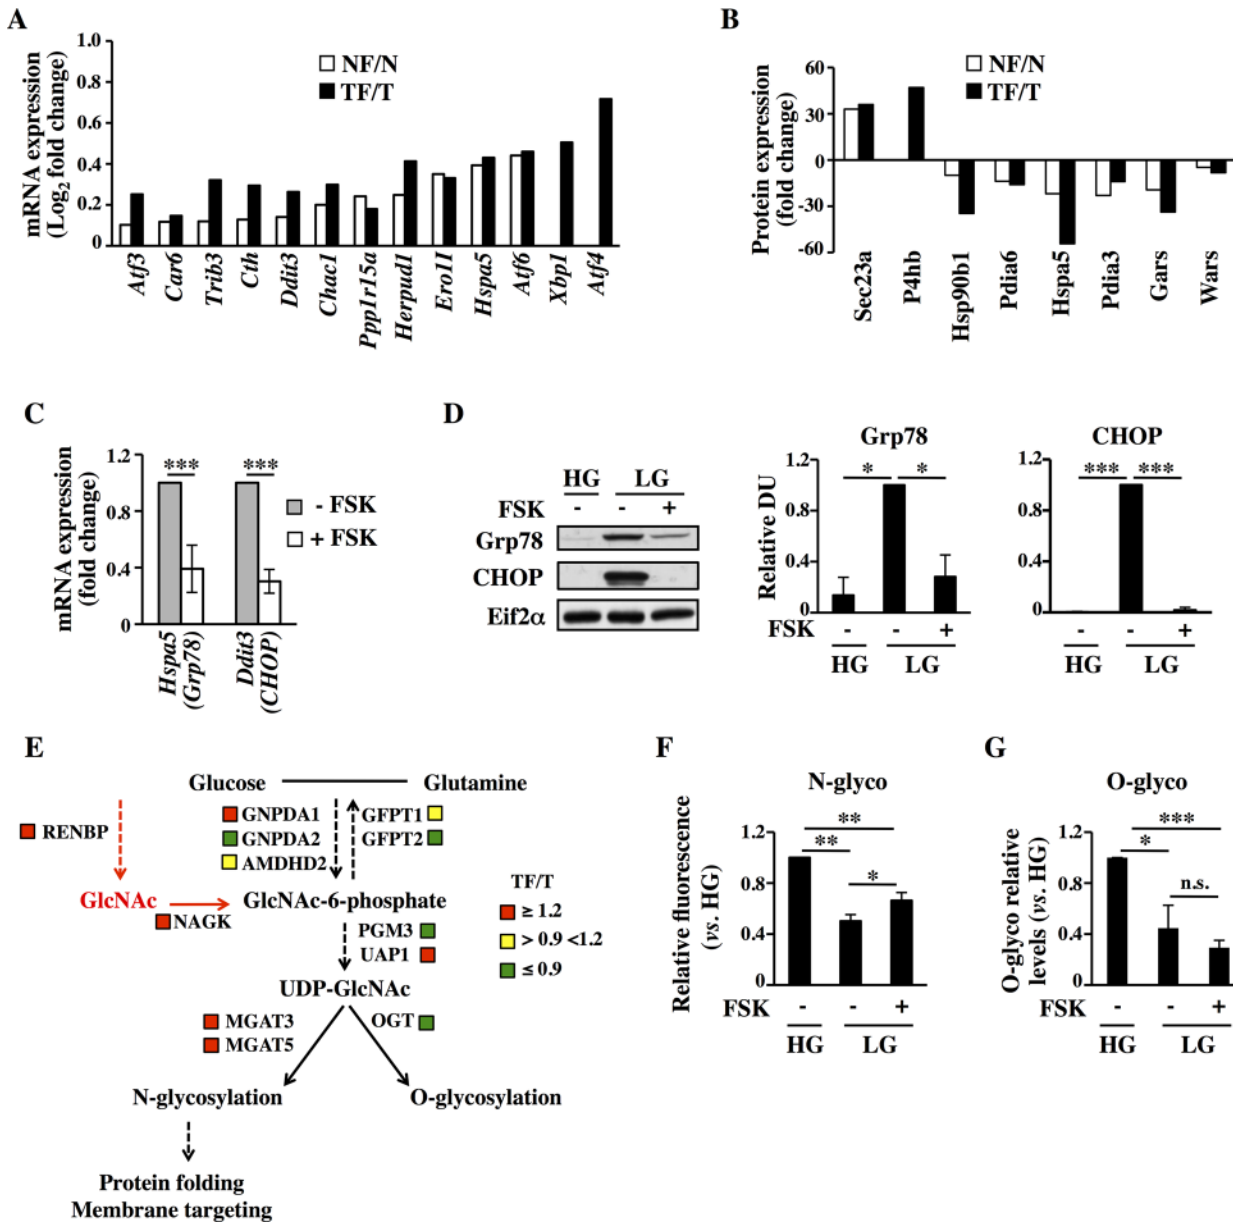 A
mRNA expression
(Log₂ fold change)
1.0
0.8
0.6
0.4
0.2
0
NF/N
TF/T
Atf3
Car6
Trib3
Cth
Ddit3
Chac1
Ppp1r15a
Herpud1
Ero1l
Hspa5
Atf6
Xbp1
Atf4
B
Protein expression
(fold change)
60
30
0
-30
-60
NF/N
TF/T
Sec23a
P4hb
Hsp90b1
Pdia6
Hspa5
Pdia3
Gars
Wars
C
mRNA expression
(fold change)
1.2
0.8
0.4
0
***
***
- FSK
+ FSK
Hspa5
(Grp78)
Ddit3
(CHOP)
D
HG LG
FSK - - +
Grp78
CHOP
Eif2α
Grp78
Relative DU
1.2
0.4
0
* *
FSK - - +
HG LG
CHOP
1.2
0.4
0
*** ***
- - +
HG LG
E
Glucose Glutamine
RENBP
GNPDA1
GNPDA2
AMDHD2
GFPT1
GFPT2
GlcNAc
NAGK
GlcNAc-6-phosphate
PGM3
UAP1
UDP-GlcNAc
MGAT3
MGAT5
OGT
N-glycosylation
O-glycosylation
Protein folding
Membrane targeting
TF/T
≥ 1.2
> 0.9 <1.2
≤ 0.9
F
N-glyco
Relative fluorescence
(vs. HG)
1.2
0.8
0.4
0
**
**
*
FSK - - +
HG LG
G
O-glyco
O-glyco relative
levels (vs. HG)
1.2
0.8
0.4
0
***
*
n.s.
FSK - - +
HG LG